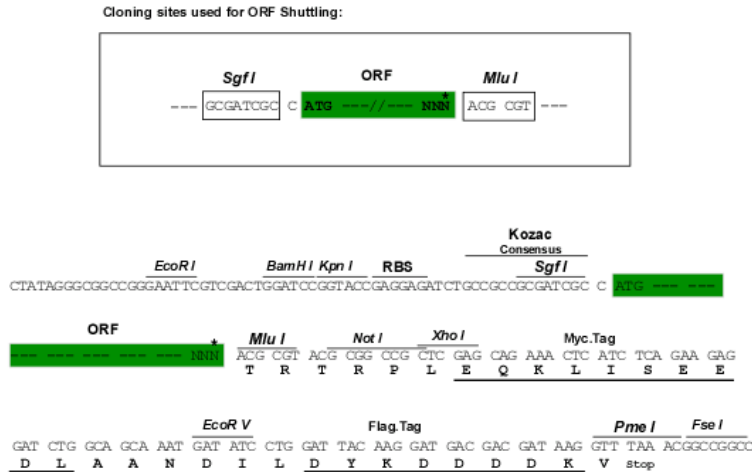 Cloning sites used for ORF Shuttling:
Sgf I ORF Mlu I
*
--- GCGATCGC C ATG ---//--- NNN ACG CGT ---
Kozac
Consensus
EcoR I BamH I Kpn I RBS Sgf I
CTATAGGGCGGCCGGGAATTCGTCGACTGGATCCGGTACCGAGGAGATCTGCCGCCGCGATCGC C ATG --- ---
ORF * Mlu I Not I Xho I Myc.Tag
--- --- --- --- --- NNN ACG CGT ACG CGG CCG CTC GAG CAG AAA CTC ATC TCA GAA GAG
T R T R P L E Q K L I S E E
EcoR V Flag.Tag Pme I Fse I
GAT CTG GCA GCA AAT GAT ATC CTG GAT TAC AAG GAT GAC GAC GAT AAG GTT TAA ACGGCCGGCC
D L A A N D I L D Y K D D D D K V Stop